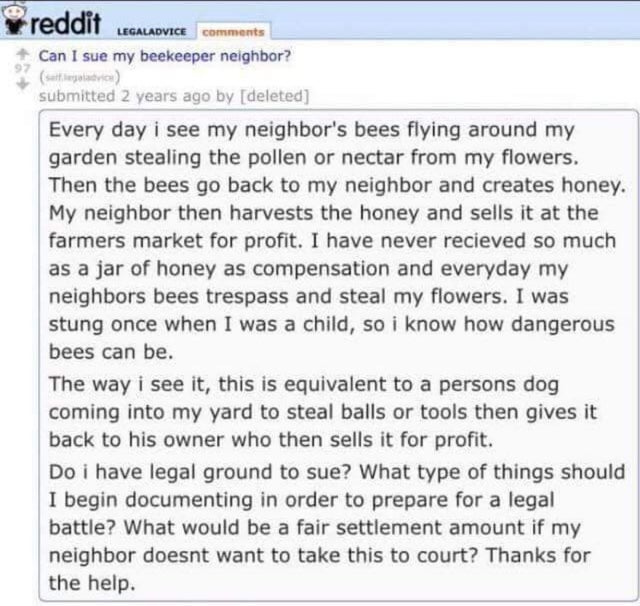 reddit LEGALADVICE comments
Can I sue my beekeeper neighbor?
97
(self.legaladvice)
submitted 2 years ago by [deleted]
Every day i see my neighbor's bees flying around my
garden stealing the pollen or nectar from my flowers.
Then the bees go back to my neighbor and creates honey.
My neighbor then harvests the honey and sells it at the
farmers market for profit. I have never recieved so much
as a jar of honey as compensation and everyday my
neighbors bees trespass and steal my flowers. I was
stung once when I was a child, so i know how dangerous
bees can be.
The way i see it, this is equivalent to a persons dog
coming into my yard to steal balls or tools then gives it
back to his owner who then sells it for profit.
Do i have legal ground to sue? What type of things should
I begin documenting in order to prepare for a legal
battle? What would be a fair settlement amount if my
neighbor doesnt want to take this to court? Thanks for
the help.